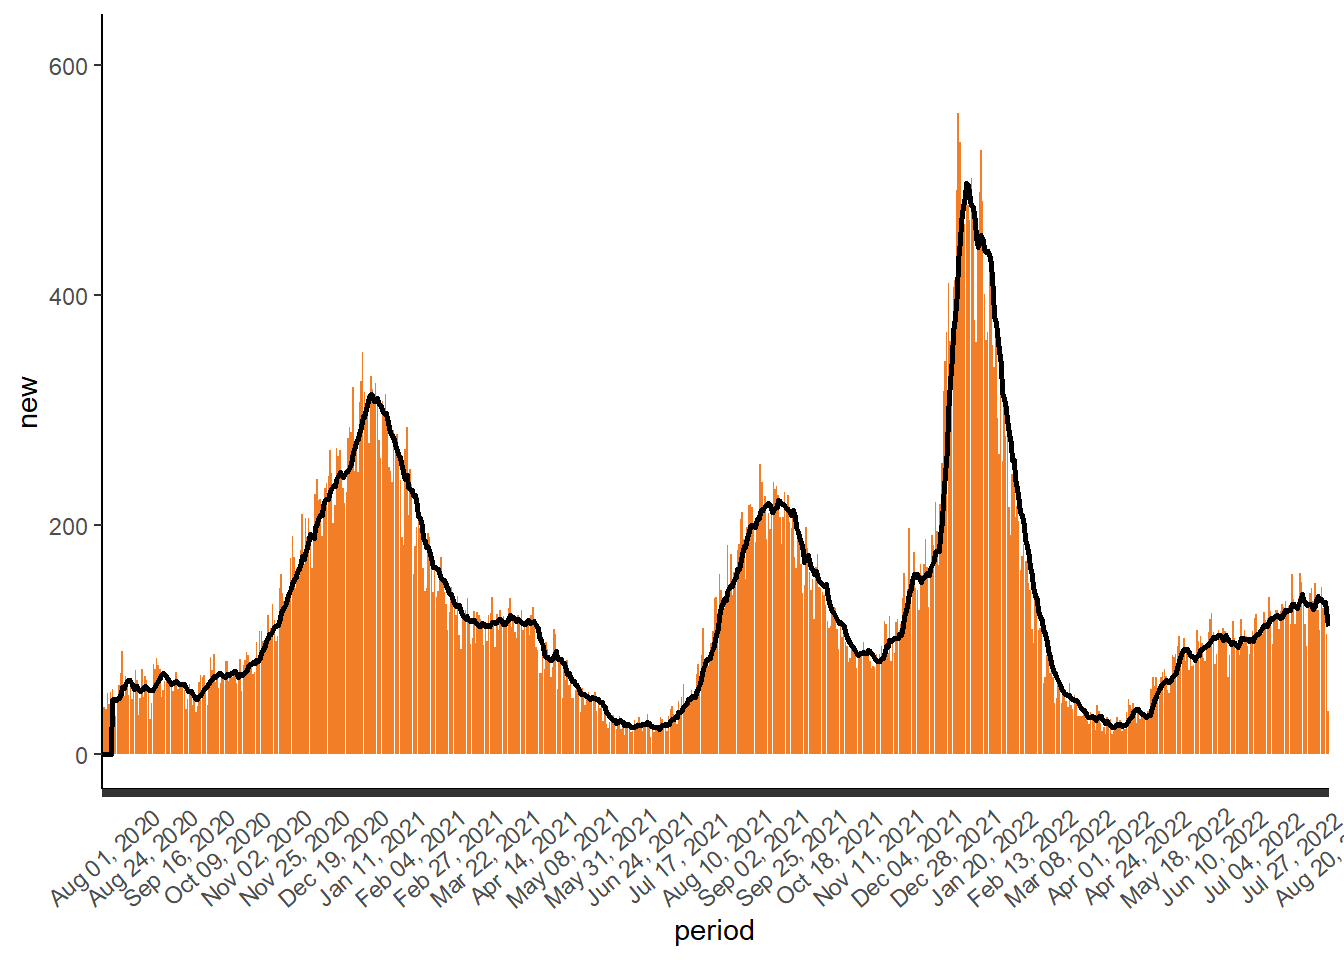 600
400
200
0
new
Aug 01, 2020
Aug 24, 2020
Sep 16, 2020
Oct 09, 2020
Nov 02, 2020
Nov 25, 2020
Dec 19, 2020
Jan 11, 2021
Feb 04, 2021
Feb 27, 2021
Mar 22, 2021
Apr 14, 2021
May 08, 2021
May 31, 2021
Jun 24, 2021
Jul 17, 2021
Aug 10, 2021
Sep 02, 2021
Sep 25, 2021
Oct 18, 2021
Nov 11, 2021
Dec 04, 2021
Dec 28, 2021
Jan 20, 2022
Feb 13, 2022
Mar 08, 2022
Apr 01, 2022
Apr 24, 2022
May 18, 2022
Jun 10, 2022
Jul 04, 2022
Jul 27, 2022
Aug 20,
period